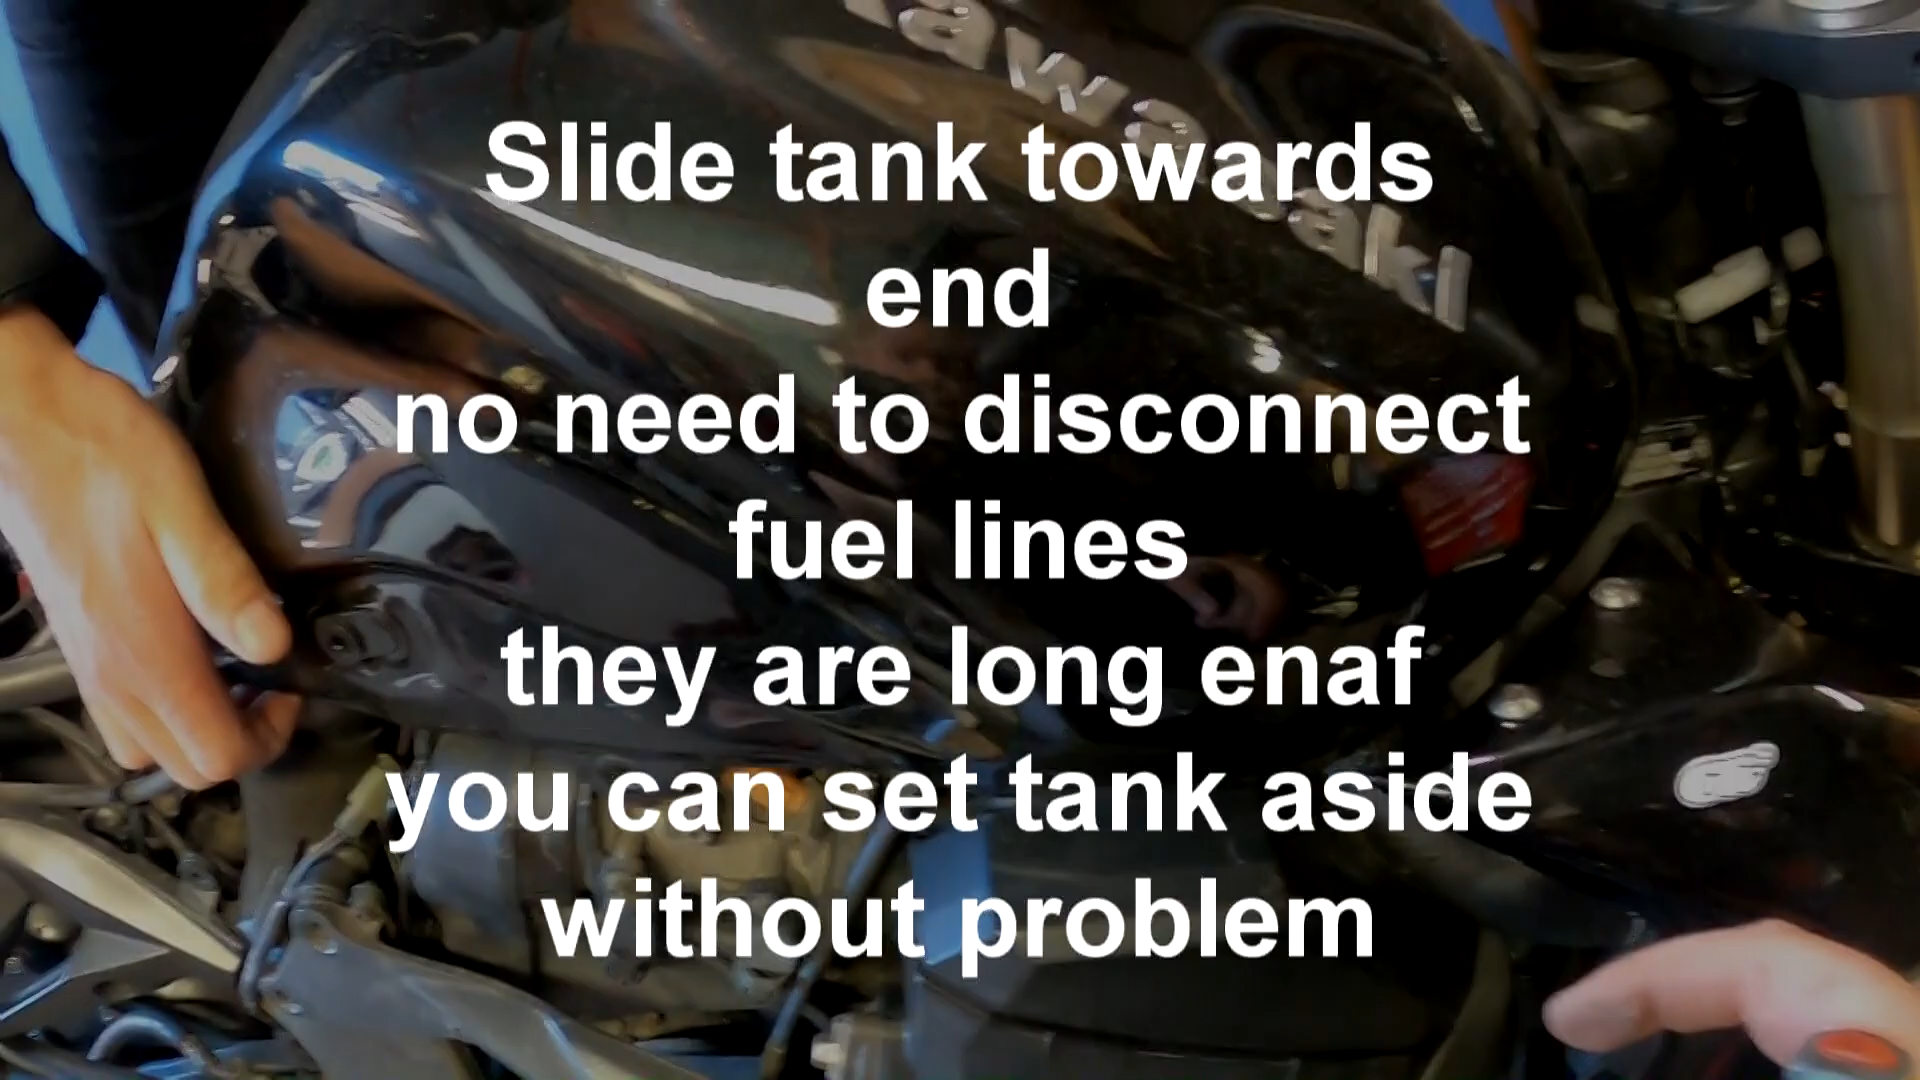 Kawasaki
Slide tank towards
end
no need to disconnect
fuel lines
they are long enaf
you can set tank aside
without problem